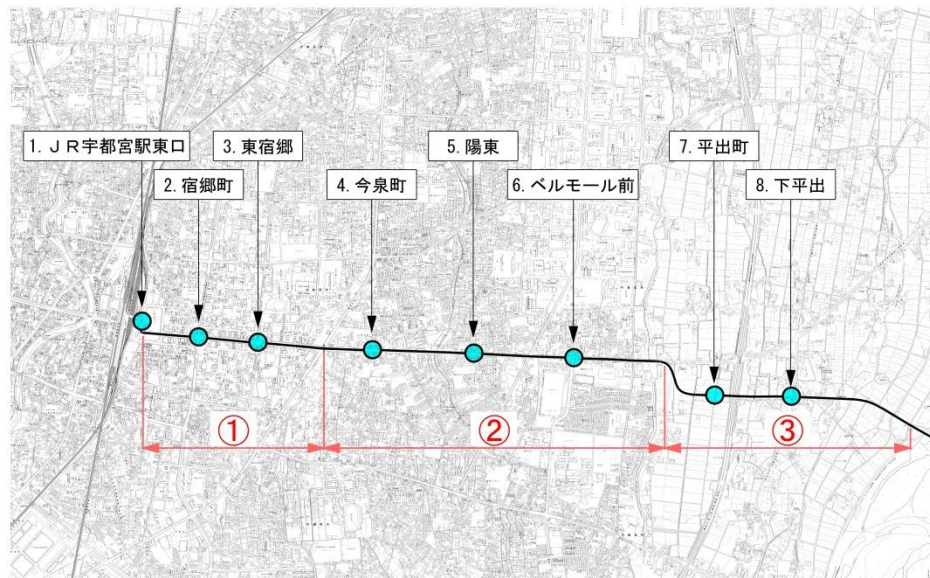 1. JR宇都宮駅東口
2. 宿郷町
3. 東宿郷
4. 今泉町
5. 陽東
6. ベルモール前
7. 平出町
8. 下平出
①
②
③